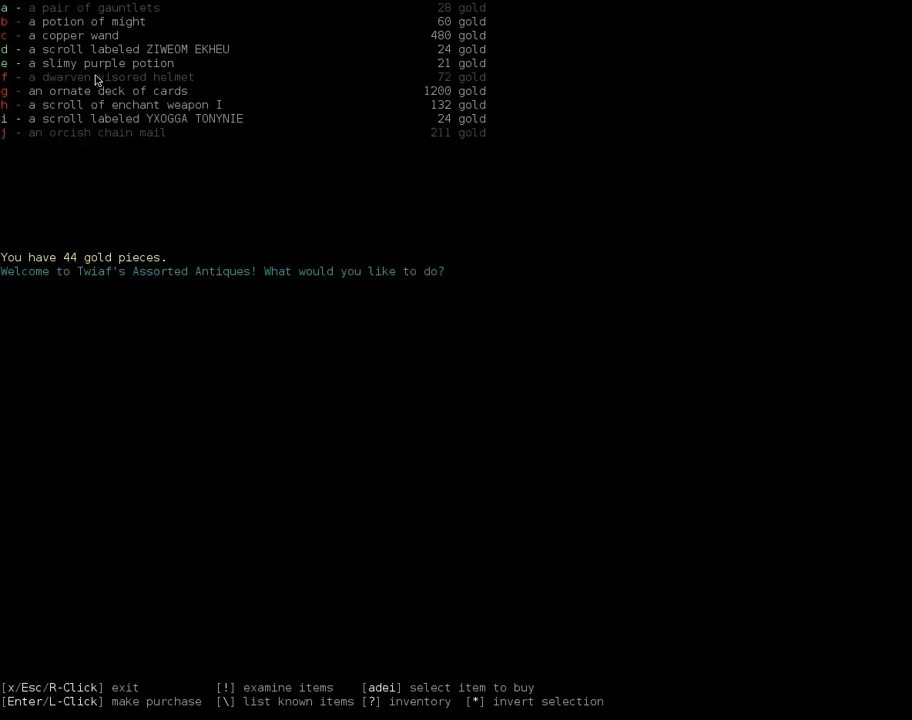 a - a pair of gauntlets 28 gold
b - a potion of might 60 gold
c - a copper wand 480 gold
d - a scroll labeled ZIWEOM EKHEU 24 gold
e - a slimy purple potion 21 gold
f - a dwarven visored helmet 72 gold
g - an ornate deck of cards 1200 gold
h - a scroll of enchant weapon I 132 gold
i - a scroll labeled YXOGGA TONYNIE 24 gold
j - an orcish chain mail 211 gold
You have 44 gold pieces.
Welcome to Twiaf's Assorted Antiques! What would you like to do?
[x/Esc/R-Click] exit [!] examine items [adei] select item to buy
[Enter/L-Click] make purchase [\] list known items [?] inventory [*] invert selection